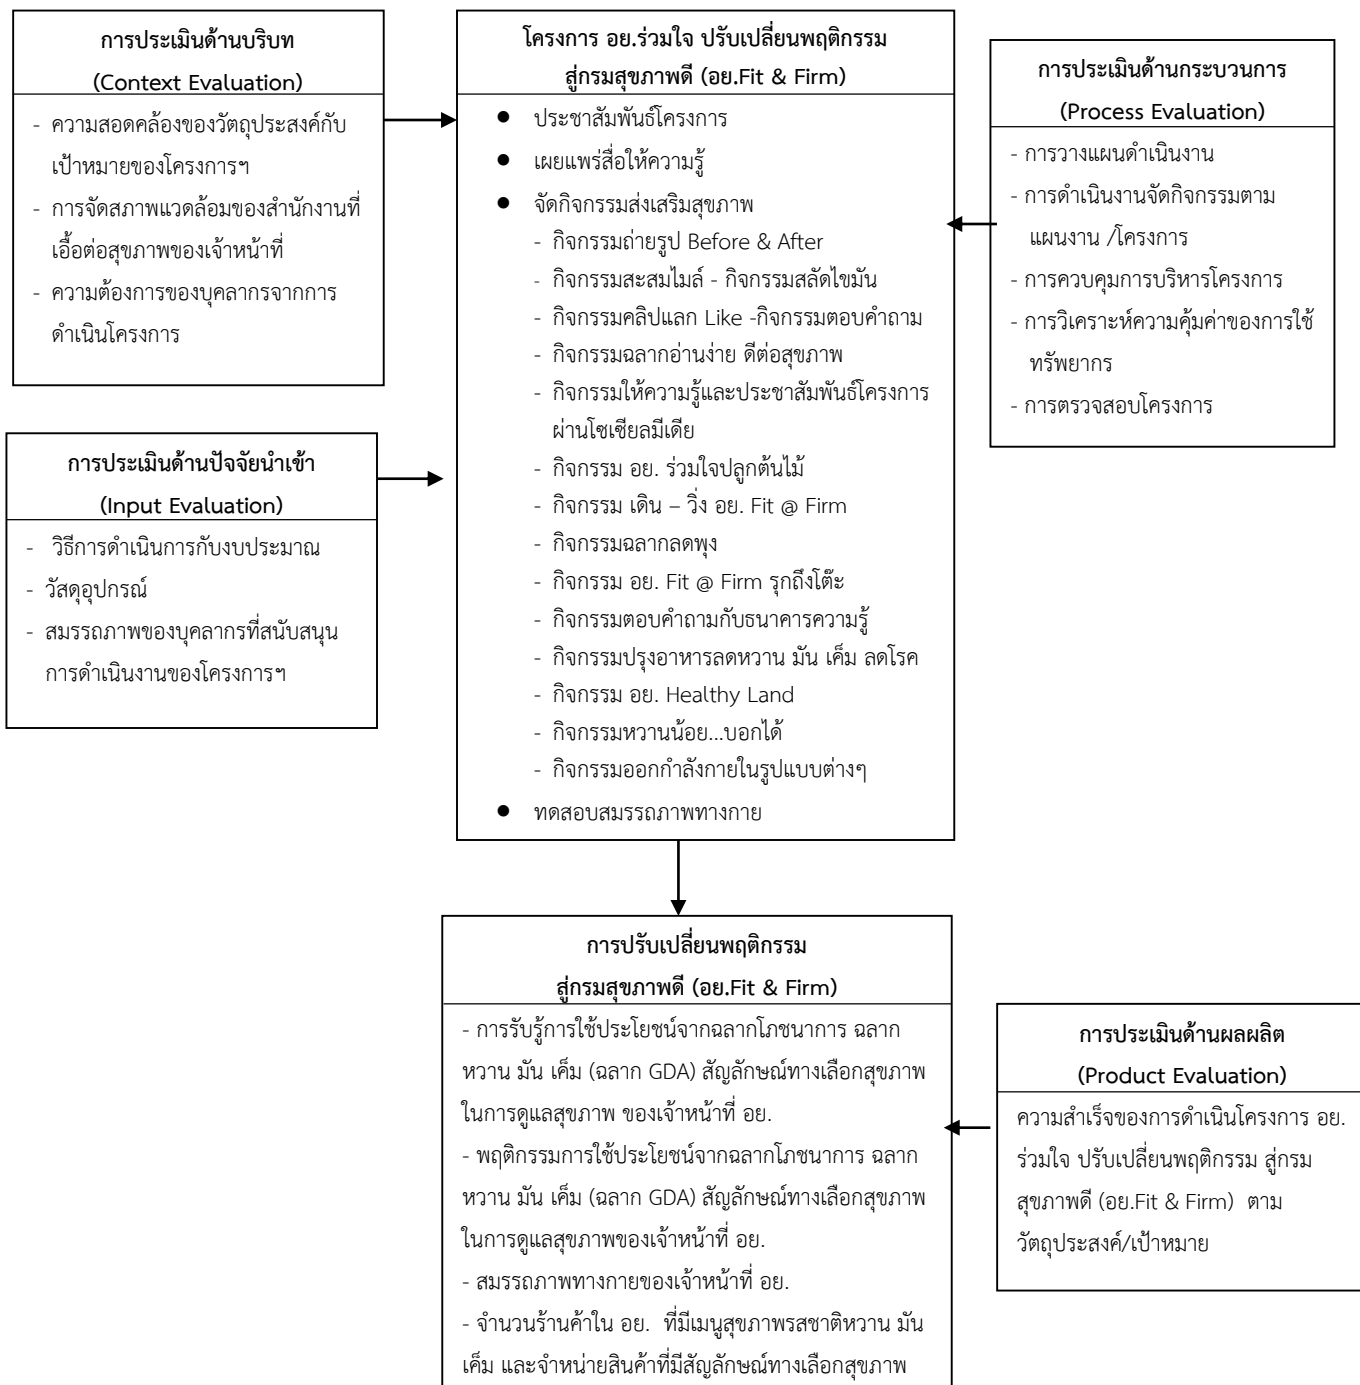 การประเมินด้านบริบท
(Context Evaluation)
- ความสอดคล้องของวัตถุประสงค์กับ
เป้าหมายของโครงการฯ
- การจัดสภาพแวดล้อมของสำนักงานที่
เอื้อต่อสุขภาพของเจ้าหน้าที่
- ความต้องการของบุคลากรจากการ
ดำเนินโครงการ
การประเมินด้านปัจจัยนำเข้า
(Input Evaluation)
- วิธีการดำเนินการกับงบประมาณ
- วัสดุอุปกรณ์
- สมรรถภาพของบุคลากรที่สนับสนุน
การดำเนินงานของโครงการฯ
โครงการ อย.ร่วมใจ ปรับเปลี่ยนพฤติกรรม
สู่กรมสุขภาพดี (อย.Fit & Firm)
● ประชาสัมพันธ์โครงการ
● เผยแพร่สื่อให้ความรู้
● จัดกิจกรรมส่งเสริมสุขภาพ
- กิจกรรมถ่ายรูป Before & After
- กิจกรรมสะสมไมล์ - กิจกรรมสลัดไขมัน
- กิจกรรมคลิปแลก Like -กิจกรรมตอบคำถาม
- กิจกรรมฉลากอ่านง่าย ดีต่อสุขภาพ
- กิจกรรมให้ความรู้และประชาสัมพันธ์โครงการ
ผ่านโซเซียลมีเดีย
- กิจกรรม อย. ร่วมใจปลูกต้นไม้
- กิจกรรม เดิน – วิ่ง อย. Fit @ Firm
- กิจกรรมฉลากลดพุง
- กิจกรรม อย. Fit @ Firm รุกถึงโต๊ะ
- กิจกรรมตอบคำถามกับธนาคารความรู้
- กิจกรรมปรุงอาหารลดหวาน มัน เค็ม ลดโรค
- กิจกรรม อย. Healthy Land
- กิจกรรมหวานน้อย...บอกได้
- กิจกรรมออกกำลังกายในรูปแบบต่างๆ
● ทดสอบสมรรถภาพทางกาย
การประเมินด้านกระบวนการ
(Process Evaluation)
- การวางแผนดำเนินงาน
- การดำเนินงานจัดกิจกรรมตาม
แผนงาน /โครงการ
- การควบคุมการบริหารโครงการ
- การวิเคราะห์ความคุ้มค่าของการใช้
ทรัพยากร
- การตรวจสอบโครงการ
การปรับเปลี่ยนพฤติกรรม
สู่กรมสุขภาพดี (อย.Fit & Firm)
- การรับรู้การใช้ประโยชน์จากฉลากโภชนาการ ฉลาก
หวาน มัน เค็ม (ฉลาก GDA) สัญลักษณ์ทางเลือกสุขภาพ
ในการดูแลสุขภาพ ของเจ้าหน้าที่ อย.
- พฤติกรรมการใช้ประโยชน์จากฉลากโภชนาการ ฉลาก
หวาน มัน เค็ม (ฉลาก GDA) สัญลักษณ์ทางเลือกสุขภาพ
ในการดูแลสุขภาพของเจ้าหน้าที่ อย.
- สมรรถภาพทางกายของเจ้าหน้าที่ อย.
- จำนวนร้านค้าใน อย. ที่มีเมนูสุขภาพรสชาติหวาน มัน
เค็ม และจำหน่ายสินค้าที่มีสัญลักษณ์ทางเลือกสุขภาพ
การประเมินด้านผลผลิต
(Product Evaluation)
ความสำเร็จของการดำเนินโครงการ อย.
ร่วมใจ ปรับเปลี่ยนพฤติกรรม สู่กรม
สุขภาพดี (อย.Fit & Firm) ตาม
วัตถุประสงค์/เป้าหมาย